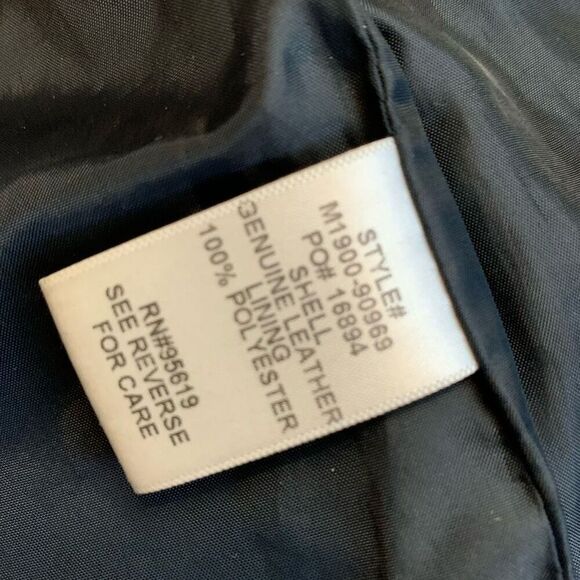 STYLE#
M1900-90969
PO# 16894
SHELL
GENUINE LEATHER
LINING
100% POLYESTER
RN#95619
SEE REVERSE
FOR CARE